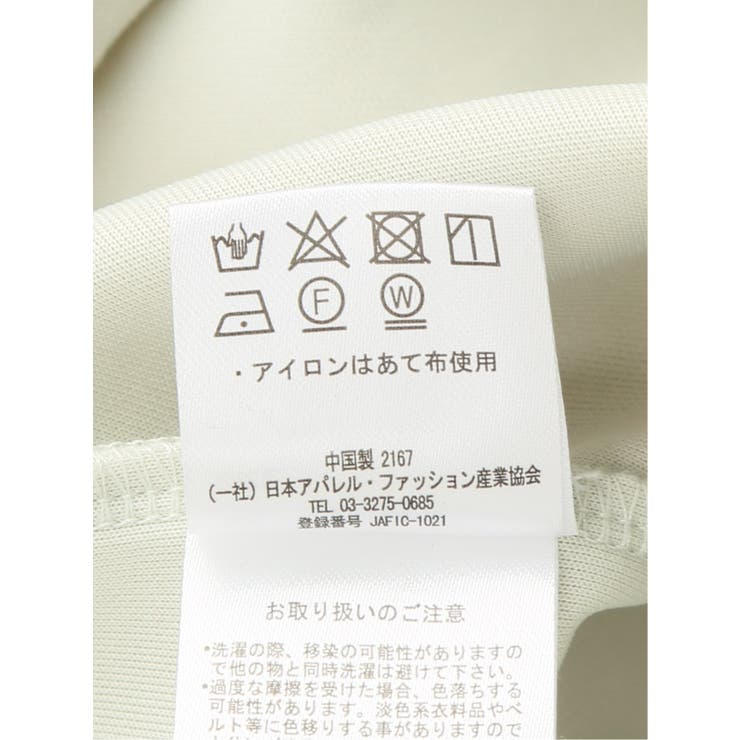 F W
・アイロンはあて布使用
中国製 2167
(一社)日本アパレル・ファッション産業協会
TEL 03-3275-0685
登録番号 JAFIC-1021
お取り扱いのご注意
•洗濯の際、移染の可能性がありますの
で他の物と同時洗濯は避けて下さい。
•過度な摩擦を受けた場合、色落ちする
可能性があります。淡色系衣料品やベ
ルト等に色移りする事がありますので